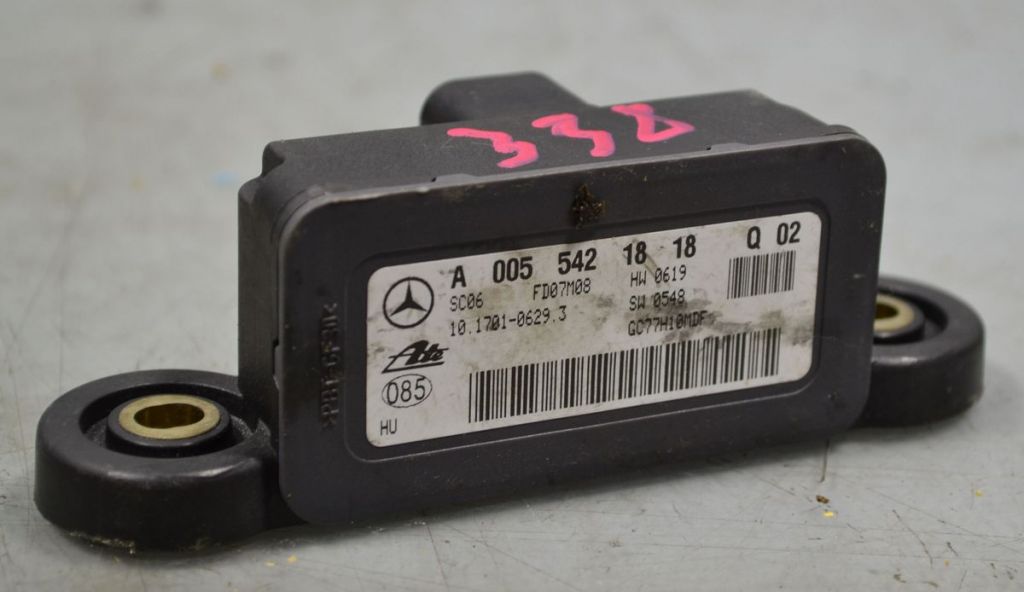 338
A 005 542 18 18 Q 02
SC06 FD07M08 HW 0619
10.1701-0629.3 SW 0548
QC77H10MDF
Ate
085
HU